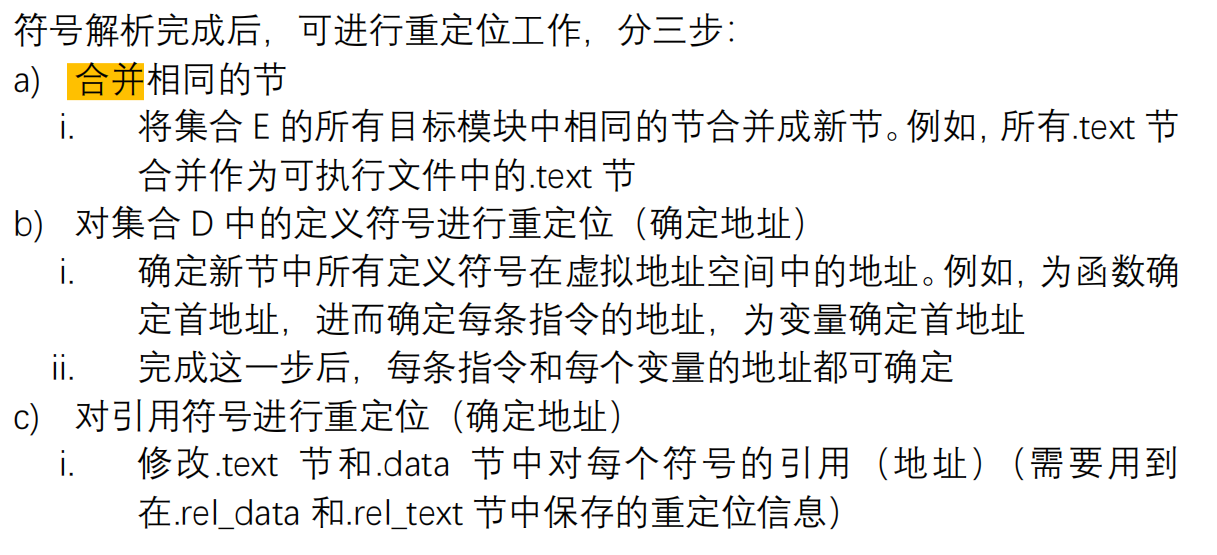 符号解析完成后，可进行重定位工作，分三步：
a) 合并相同的节
i. 将集合 E 的所有目标模块中相同的节合并成新节。例如，所有.text 节
合并作为可执行文件中的.text 节
b) 对集合 D 中的定义符号进行重定位（确定地址）
i. 确定新节中所有定义符号在虚拟地址空间中的地址。例如，为函数确
定首地址，进而确定每条指令的地址，为变量确定首地址
ii. 完成这一步后，每条指令和每个变量的地址都可确定
c) 对引用符号进行重定位（确定地址）
i. 修改.text 节和.data 节中对每个符号的引用（地址）（需要用到
在.rel_data 和.rel_text 节中保存的重定位信息）